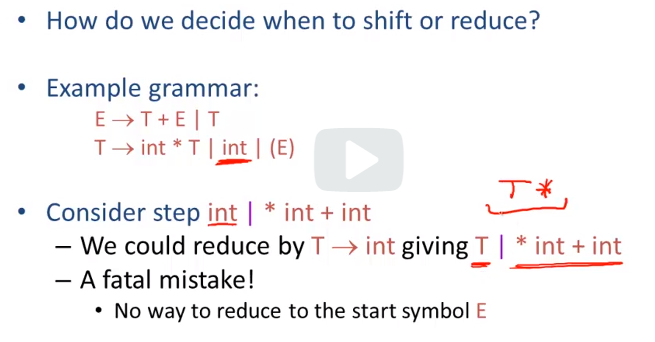 • How do we decide when to shift or reduce?
• Example grammar:
E → T + E | T
T → int * T | int | (E)
T *
• Consider step int | * int + int
– We could reduce by T → int giving T | * int + int
– A fatal mistake!
• No way to reduce to the start symbol E